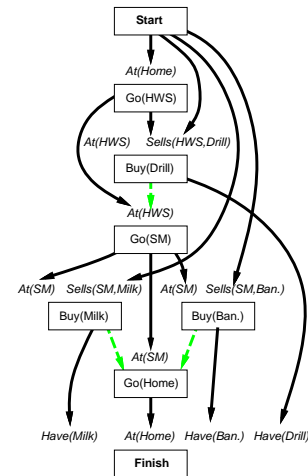 Start
At(Home)
Go(HWS)
At(HWS) Sells(HWS,Drill)
Buy(Drill)
At(HWS)
Go(SM)
At(SM) Sells(SM,Milk) At(SM) Sells(SM,Ban.)
Buy(Milk) Buy(Ban.)
At(SM)
Go(Home)
Have(Milk) At(Home) Have(Ban.) Have(Drill)
Finish